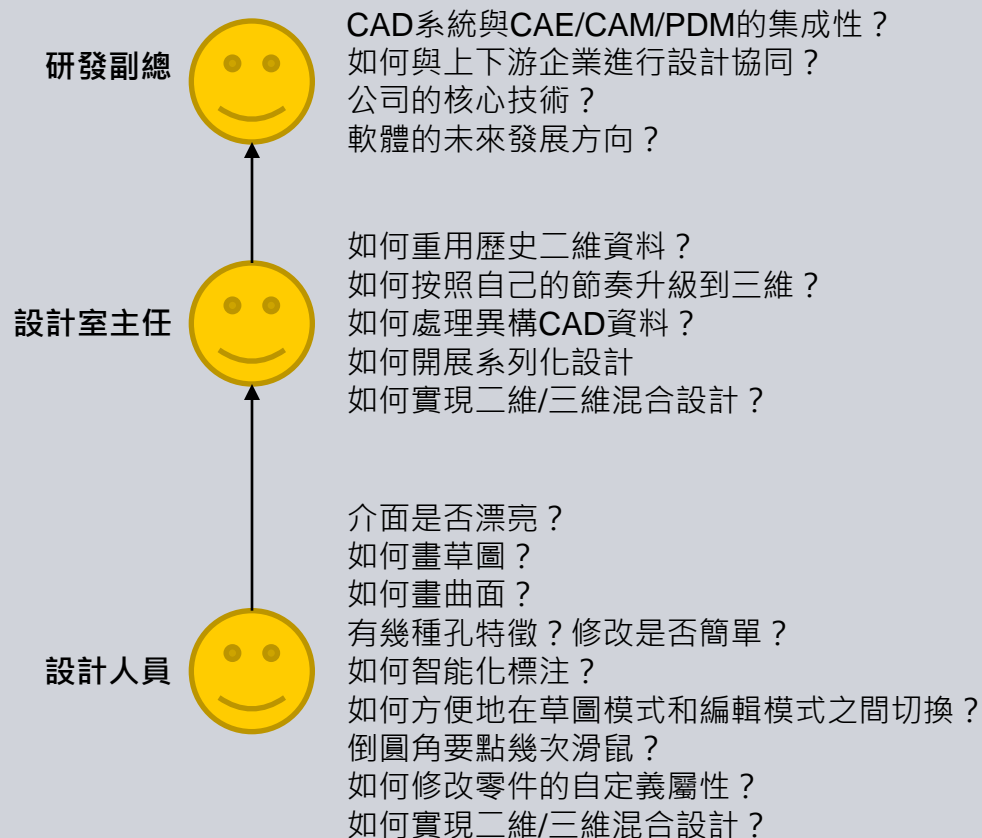 研發副總
CAD系統與CAE/CAM/PDM的集成性？
如何與上下游企業進行設計協同？
公司的核心技術？
軟體的未來發展方向？
設計室主任
如何重用歷史二維資料？
如何按照自己的節奏升級到三維？
如何處理異構CAD資料？
如何開展系列化設計
如何實現二維/三維混合設計？
設計人員
介面是否漂亮？
如何畫草圖？
如何畫曲面？
有幾種孔特徵？修改是否簡單？
如何智能化標注？
如何方便地在草圖模式和編輯模式之間切換？
倒圓角要點幾次滑鼠？
如何修改零件的自定義屬性？
如何實現二維/三維混合設計？